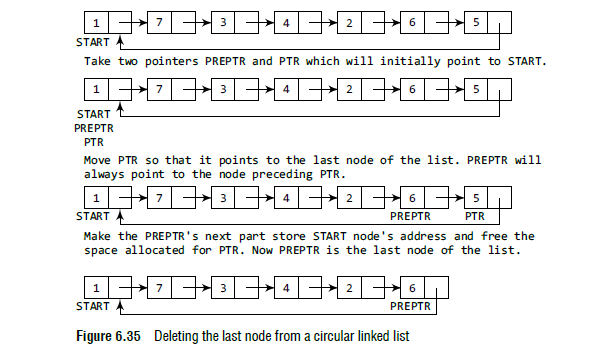 1 7 3 4 2 6 5
START
Take two pointers PREPTR and PTR which will initially point to START.
1 7 3 4 2 6 5
START
PREPTR
PTR
Move PTR so that it points to the last node of the list. PREPTR will
always point to the node preceding PTR.
1 7 3 4 2 6 5
START PREPTR PTR
Make the PREPTR's next part store START node's address and free the
space allocated for PTR. Now PREPTR is the last node of the list.
1 7 3 4 2 6
START PREPTR
Figure 6.35 Deleting the last node from a circular linked list